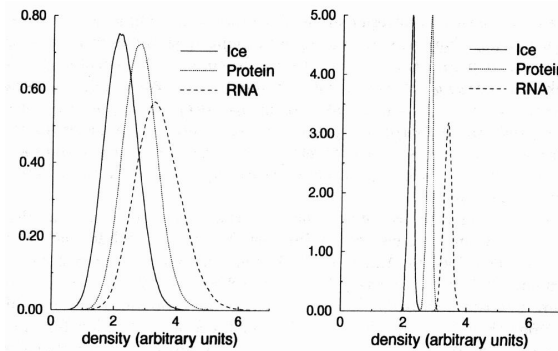 0.80
0.60
0.40
0.20
0.00
0 2 4 6
density (arbitrary units)
Ice
Protein
RNA
5.00
4.00
3.00
2.00
1.00
0.00
0 2 4 6
density (arbitrary units)
Ice
Protein
RNA